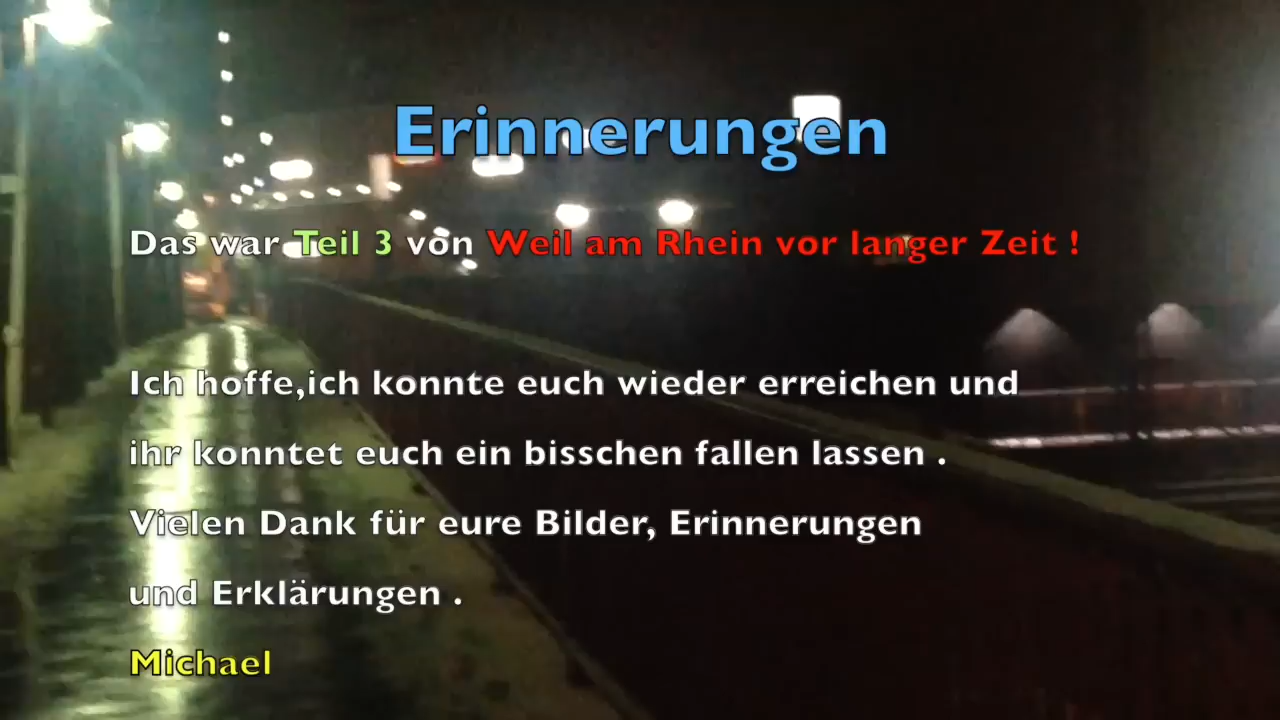 Erinnerungen
Das war Teil 3 von Weil am Rhein vor langer Zeit !
Ich hoffe,ich konnte euch wieder erreichen und
ihr konntet euch ein bisschen fallen lassen .
Vielen Dank für eure Bilder, Erinnerungen
und Erklärungen .
Michael